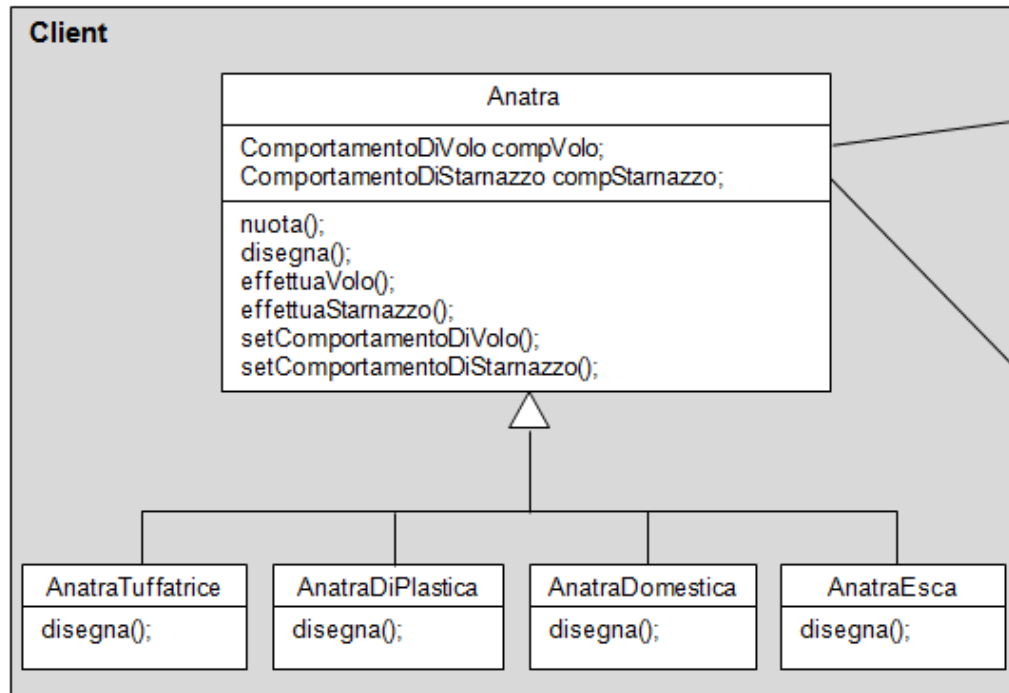 Client
Anatra
ComportamentoDiVolo compVolo;
ComportamentoDiStarnazzo compStarnazzo;
nuota();
disegna();
effettuaVolo();
effettuaStarnazzo();
setComportamentoDiVolo();
setComportamentoDiStarnazzo();
AnatraTuffatrice
disegna();
AnatraDiPlastica
disegna();
AnatraDomestica
disegna();
AnatraEsca
disegna();